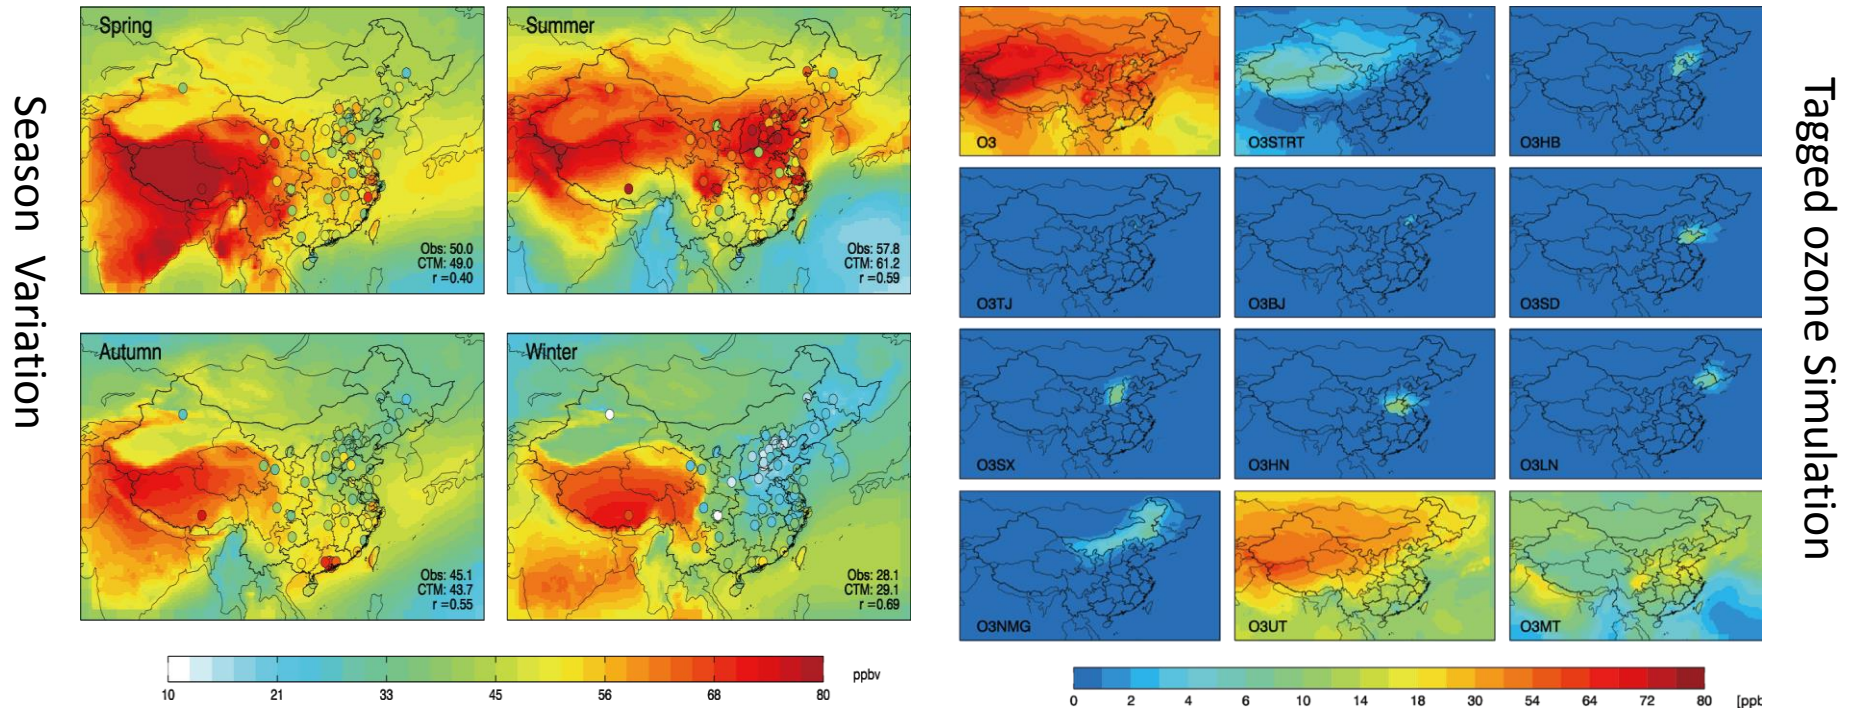 Season Variation
Spring
Obs: 50.0
CTM: 49.0
r =0.40
Summer
Obs: 57.8
CTM: 61.2
r =0.59
Autumn
Obs: 45.1
CTM: 43.7
r =0.55
Winter
Obs: 28.1
CTM: 29.1
r =0.69
10 21 33 45 56 68 80 ppbv
O3 O3STRT O3HB
O3TJ O3BJ O3SD
O3SX O3HN O3LN
O3NMG O3UT O3MT
0 2 4 6 10 14 18 30 54 64 72 80 [ppb
Tagged ozone Simulation